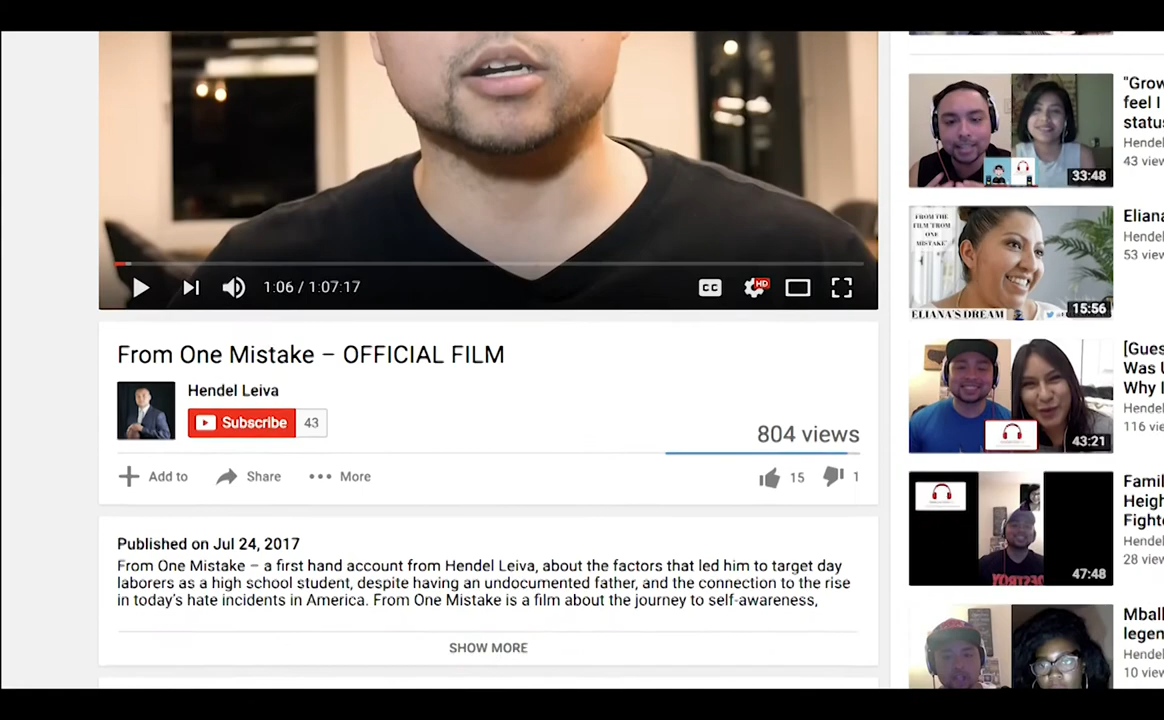 1:06 / 1:07:17
CC
HD
From One Mistake – OFFICIAL FILM
Hendel Leiva
Subscribe 43
804 views
Add to Share More 15 1
Published on Jul 24, 2017
From One Mistake – a first hand account from Hendel Leiva, about the factors that led him to target day
laborers as a high school student, despite having an undocumented father, and the connection to the rise
in today's hate incidents in America. From One Mistake is a film about the journey to self-awareness,
SHOW MORE
"Grow
feel I
status
Hendel
43 view
33:48
FROM THE
FILM "FROM
ONE
MISTAKE"
ELIANA'S DREAM
15:56
Eliana
Hendel
53 view
[Gues
Was U
Why I
Hendel
116 vie
43:21
Famil
Heigh
Fighte
Hendel
28 view
47:48
Mball
legen
Hendel
10 view